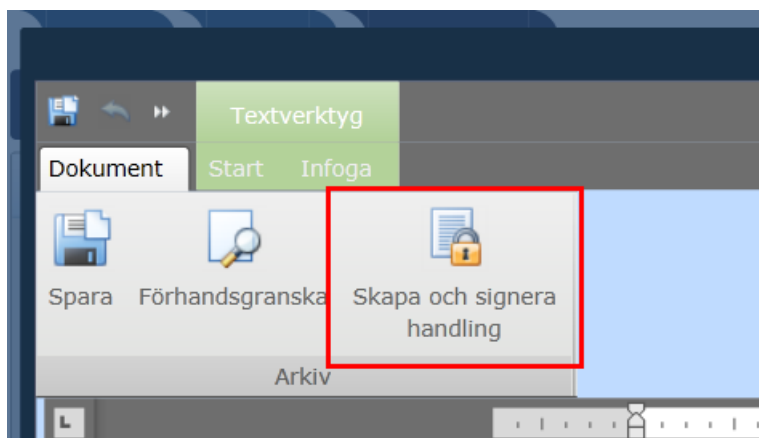 Textverktyg
Dokument Start Infoga
Spara Förhandsgranska Skapa och signera
handling
Arkiv